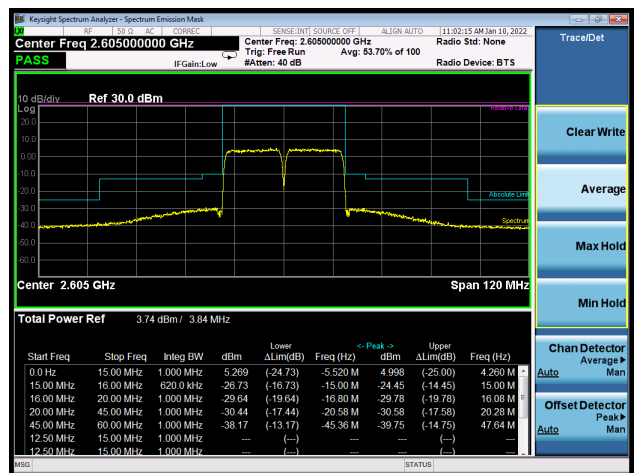 Keysight Spectrum Analyzer - Spectrum Emission Mask
LXI RF 50 Ω AC CORREC SENSE:INT SOURCE OFF ALIGN AUTO 11:02:15 AM Jan 10, 2022
Center Freq 2.605000000 GHz Center Freq: 2.605000000 GHz Radio Std: None
Trig: Free Run Avg: 53.70% of 100
PASS IFGain:Low #Atten: 40 dB Radio Device: BTS
10 dB/div Ref 30.0 dBm
Log
Relative Limit
20.0
10.0
0.00
-10.0
-20.0
Absolute Limit
-30.0
Spectrum
-40.0
-50.0
-60.0
Center 2.605 GHz Span 120 MHz
Total Power Ref 3.74 dBm / 3.84 MHz
Lower <- Peak -> Upper
Start Freq Stop Freq Integ BW dBm ΔLim(dB) Freq (Hz) dBm ΔLim(dB) Freq (Hz)
0.0 Hz 15.00 MHz 1.000 MHz 5.269 (-24.73) -5.520 M 4.998 (-25.00) 4.260 M
15.00 MHz 16.00 MHz 620.0 kHz -26.73 (-16.73) -15.00 M -24.45 (-14.45) 15.00 M
16.00 MHz 20.00 MHz 1.000 MHz -29.64 (-19.64) -16.80 M -29.78 (-19.78) 16.08 M
20.00 MHz 45.00 MHz 1.000 MHz -30.44 (-17.44) -20.58 M -30.58 (-17.58) 20.28 M
45.00 MHz 60.00 MHz 1.000 MHz -38.17 (-13.17) -45.36 M -39.75 (-14.75) 47.64 M
12.50 MHz 15.00 MHz 1.000 MHz --- (---) --- --- (---) ---
12.50 MHz 15.00 MHz 1.000 MHz --- (---) --- --- (---) ---
MSG STATUS
Trace/Det
Clear Write
Average
Max Hold
Min Hold
Chan Detector
Average
Auto Man
Offset Detector
Peak
Auto Man